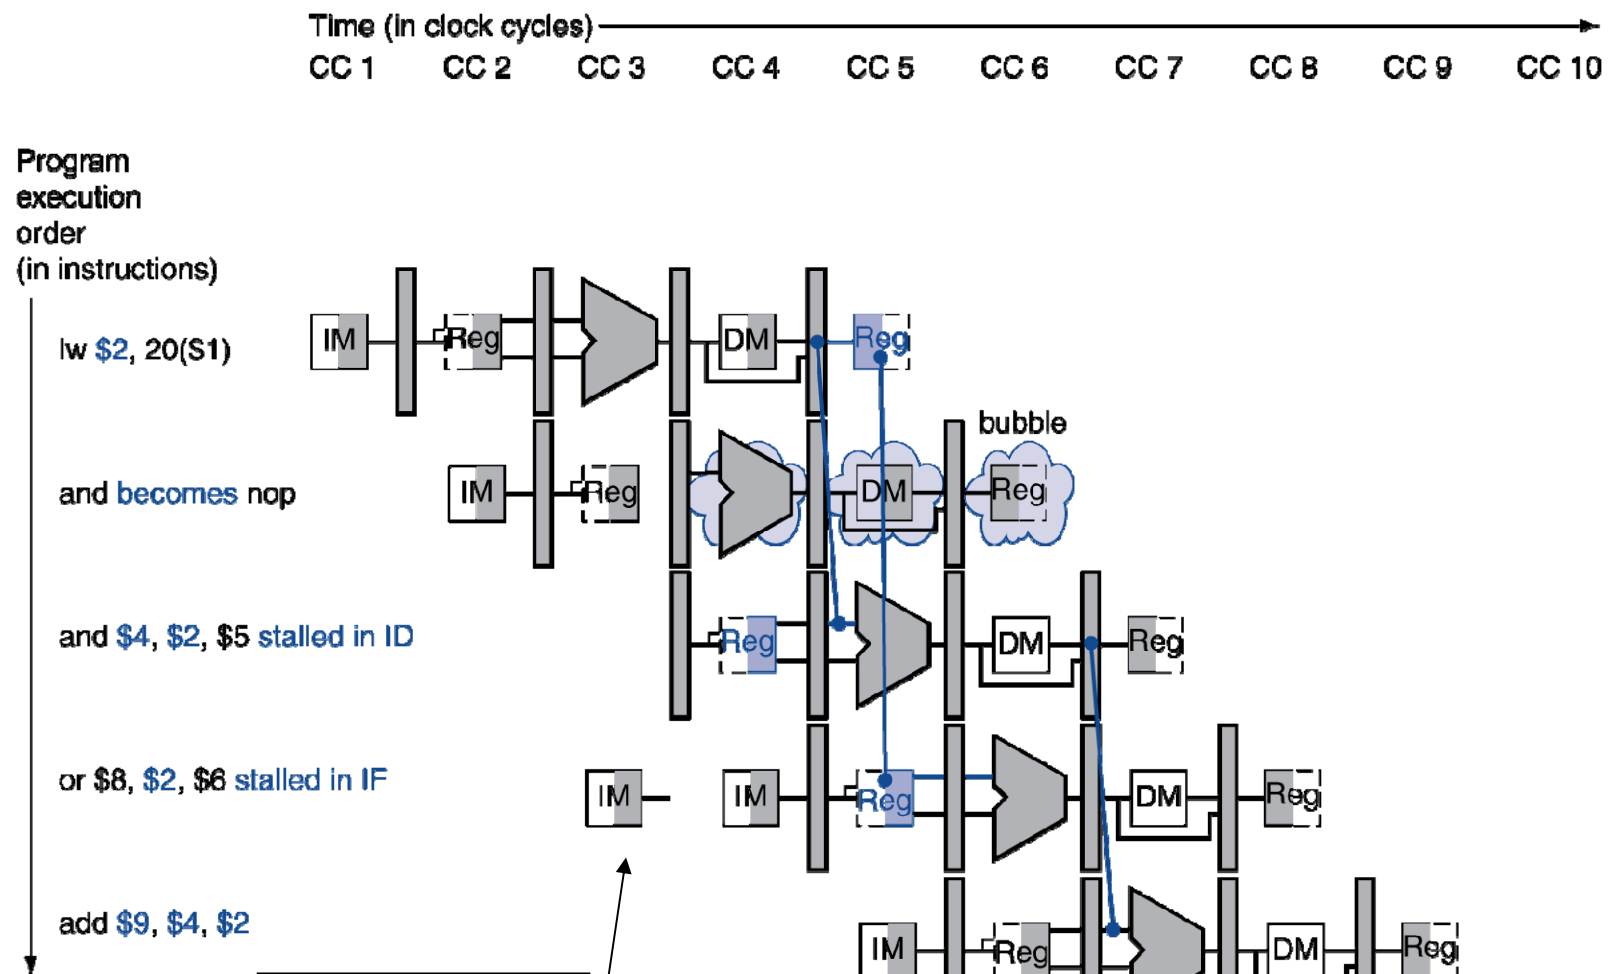 Time (in clock cycles)
CC 1 CC 2 CC 3 CC 4 CC 5 CC 6 CC 7 CC 8 CC 9 CC 10
Program
execution
order
(in instructions)
lw $2, 20($1)
IM Reg DM Reg
bubble
and becomes nop
IM Reg DM Reg
and $4, $2, $5 stalled in ID
Reg DM Reg
or $8, $2, $6 stalled in IF
IM IM Reg DM Reg
add $9, $4, $2
IM Reg DM Reg